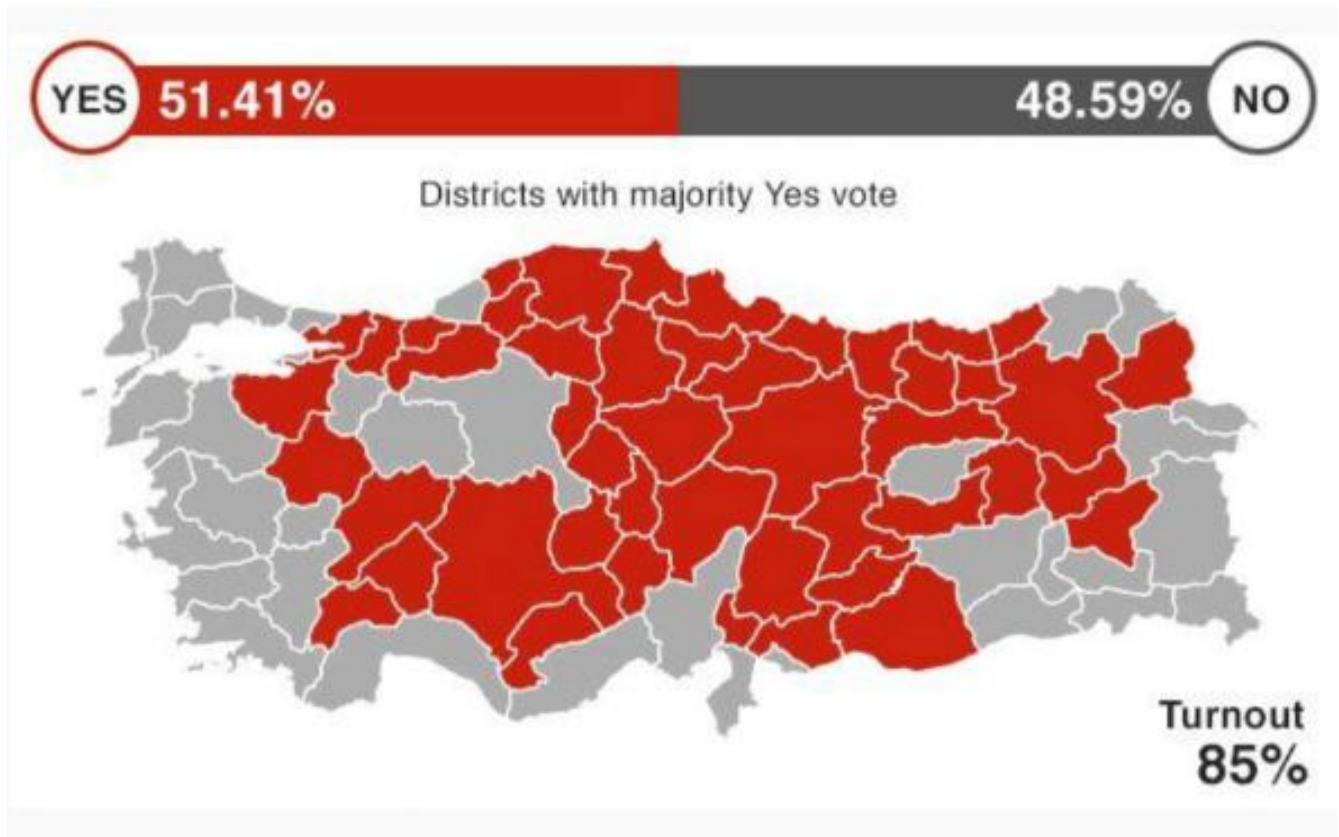 YES 51.41% 48.59% NO
Districts with majority Yes vote
Turnout
85%